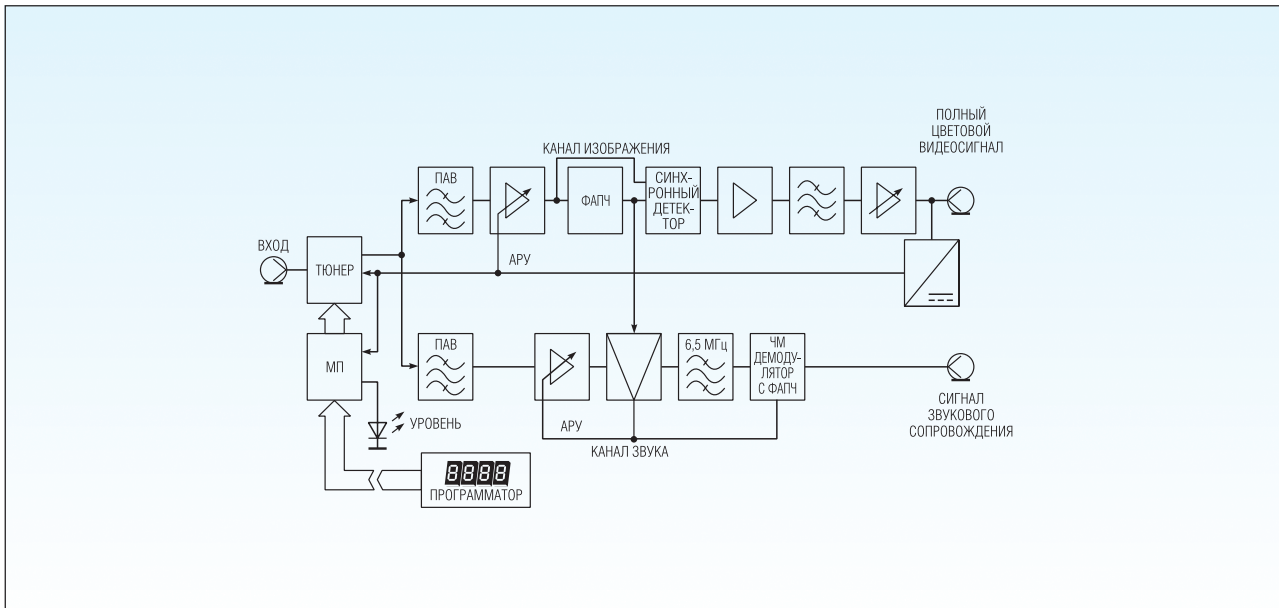 ПОЛНЫЙ
ЦВЕТОВОЙ
ВИДЕОСИГНАЛ
КАНАЛ ИЗОБРАЖЕНИЯ
ПАВ
ФАПЧ
СИНХ-
РОННЫЙ
ДЕТЕК-
ТОР
ВХОД
ТЮНЕР
АРУ
МП
ПАВ
6,5 МГц
ЧМ
ДЕМОДУ-
ЛЯТОР
С ФАПЧ
УРОВЕНЬ
АРУ
КАНАЛ ЗВУКА
СИГНАЛ
ЗВУКОВОГО
СОПРОВОЖДЕНИЯ
8888
ПРОГРАММАТОР